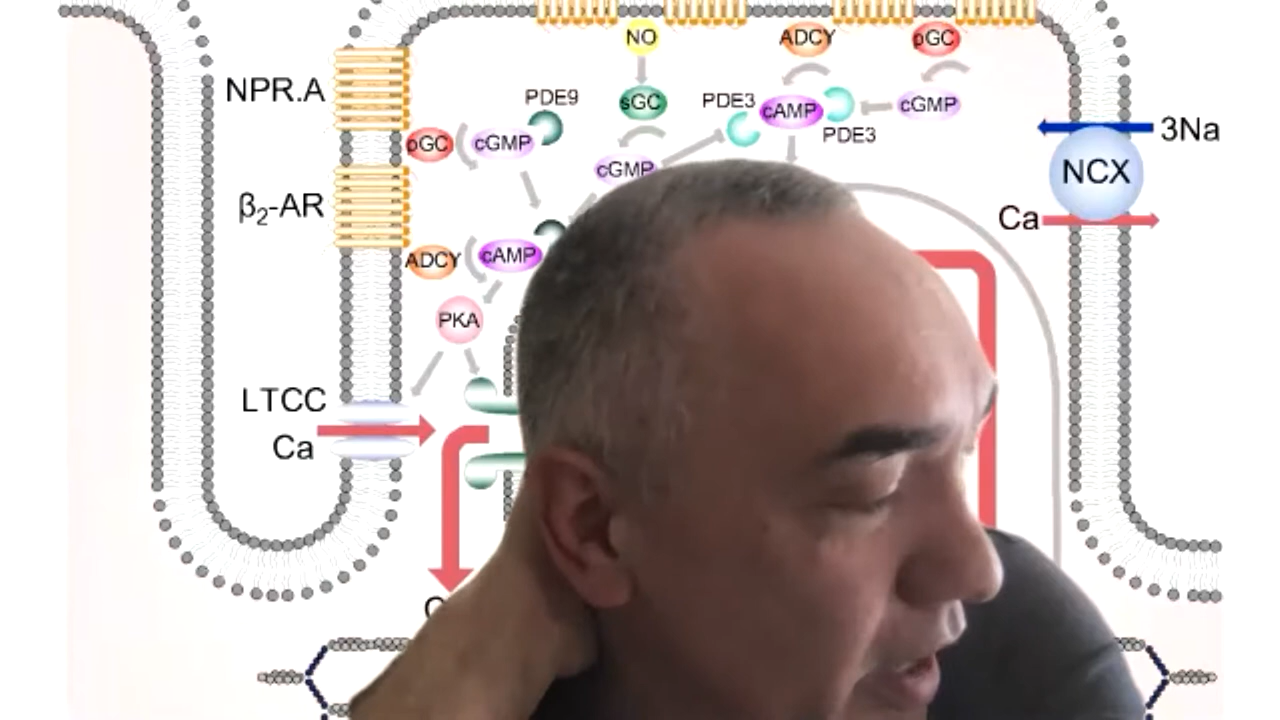 NO
ADCY
pGC
NPR.A
PDE9
sGC
PDE3
cAMP
cGMP
PDE3
3Na
pGC
cGMP
cGMP
NCX
β₂-AR
Ca
ADCY
cAMP
PKA
LTCC
Ca